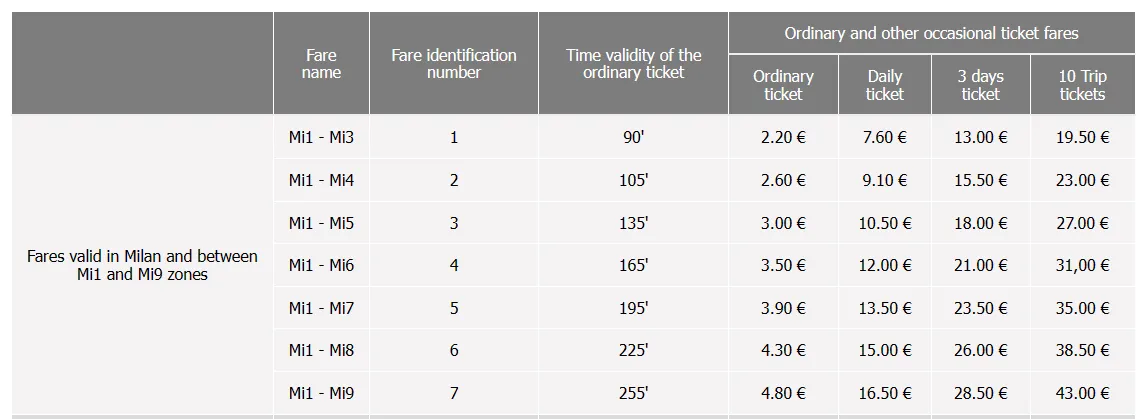 Fare name
Fare identification number
Time validity of the ordinary ticket
Ordinary and other occasional ticket fares
Ordinary ticket
Daily ticket
3 days ticket
10 Trip tickets
Fares valid in Milan and between Mi1 and Mi9 zones
Mi1 - Mi3 1 90' 2.20 € 7.60 € 13.00 € 19.50 €
Mi1 - Mi4 2 105' 2.60 € 9.10 € 15.50 € 23.00 €
Mi1 - Mi5 3 135' 3.00 € 10.50 € 18.00 € 27.00 €
Mi1 - Mi6 4 165' 3.50 € 12.00 € 21.00 € 31,00 €
Mi1 - Mi7 5 195' 3.90 € 13.50 € 23.50 € 35.00 €
Mi1 - Mi8 6 225' 4.30 € 15.00 € 26.00 € 38.50 €
Mi1 - Mi9 7 255' 4.80 € 16.50 € 28.50 € 43.00 €